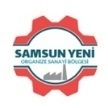 SAMSUN YENİ
ORGANİZE SANAYİ BÖLGESİ